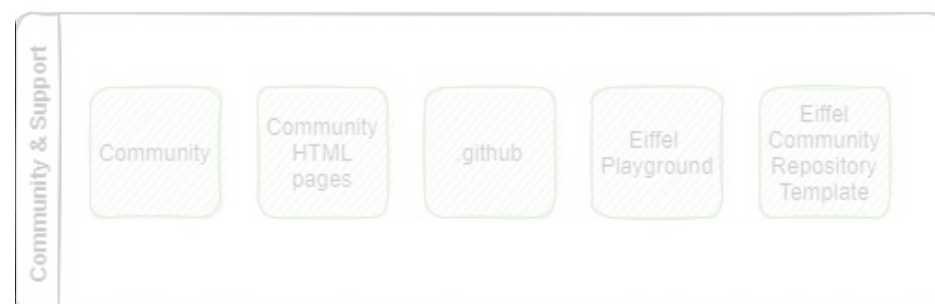 Community & Support
Community
Community
HTML
pages
.github
Eiffel
Playground
Eiffel
Community
Repository
Template